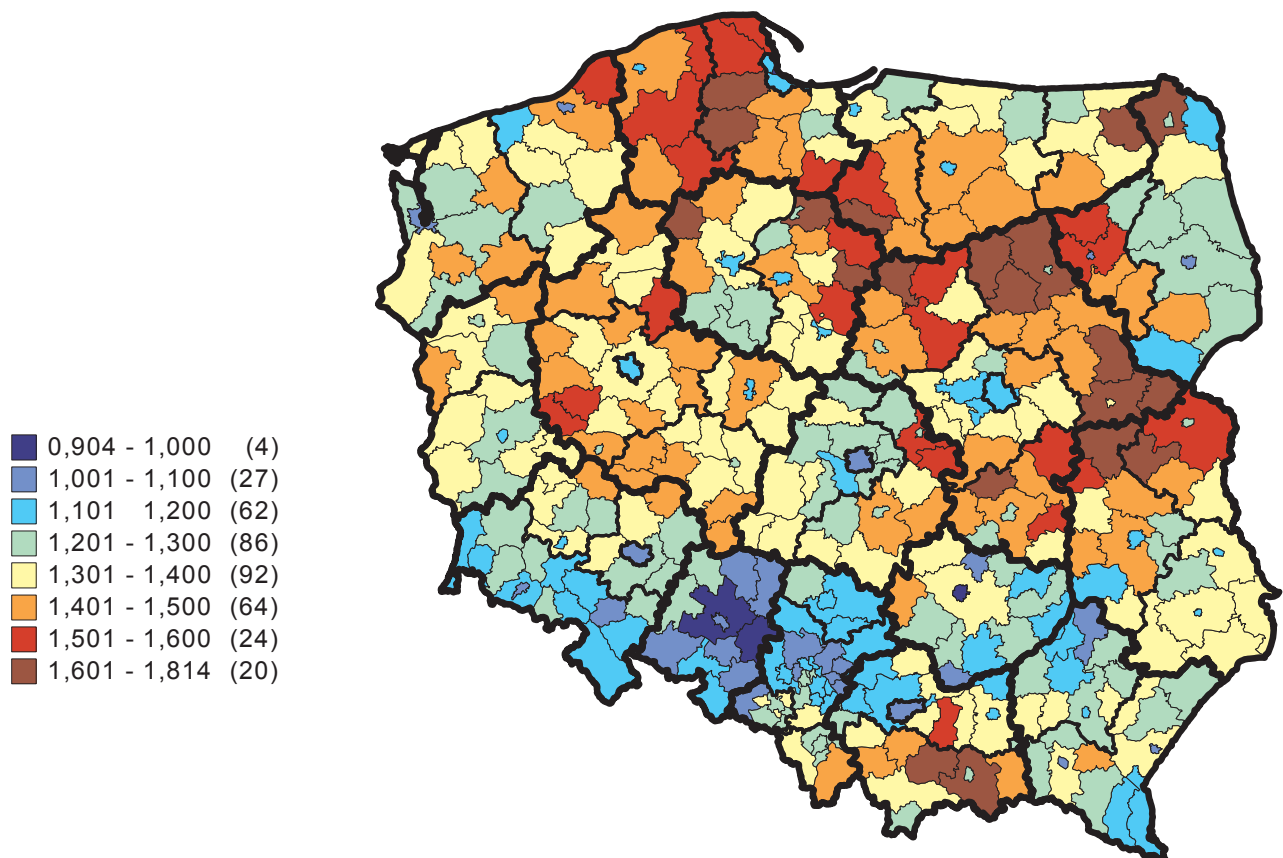 0,904 - 1,000 (4)
1,001 - 1,100 (27)
1,101 1,200 (62)
1,201 - 1,300 (86)
1,301 - 1,400 (92)
1,401 - 1,500 (64)
1,501 - 1,600 (24)
1,601 - 1,814 (20)